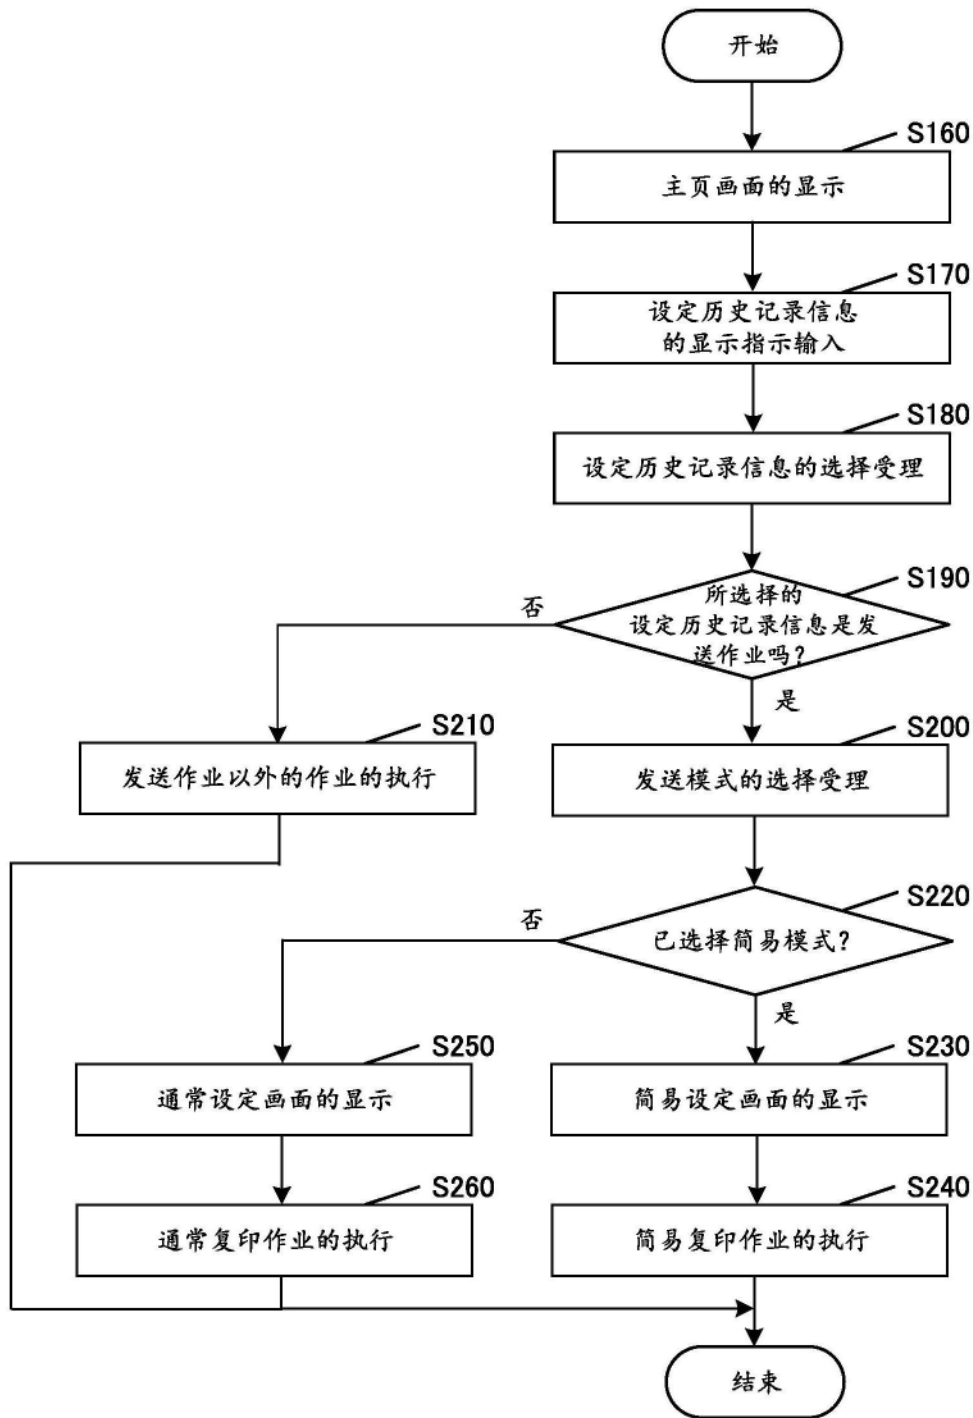 开始
S160
主页画面的显示
S170
设定历史记录信息
的显示指示输入
S180
设定历史记录信息的选择受理
S190
所选择的
设定历史记录信息是发
送作业吗?
否
是
S210
发送作业以外的作业的执行
S200
发送模式的选择受理
S220
已选择简易模式?
否
是
S250
通常设定画面的显示
S230
简易设定画面的显示
S260
通常复印作业的执行
S240
简易复印作业的执行
结束